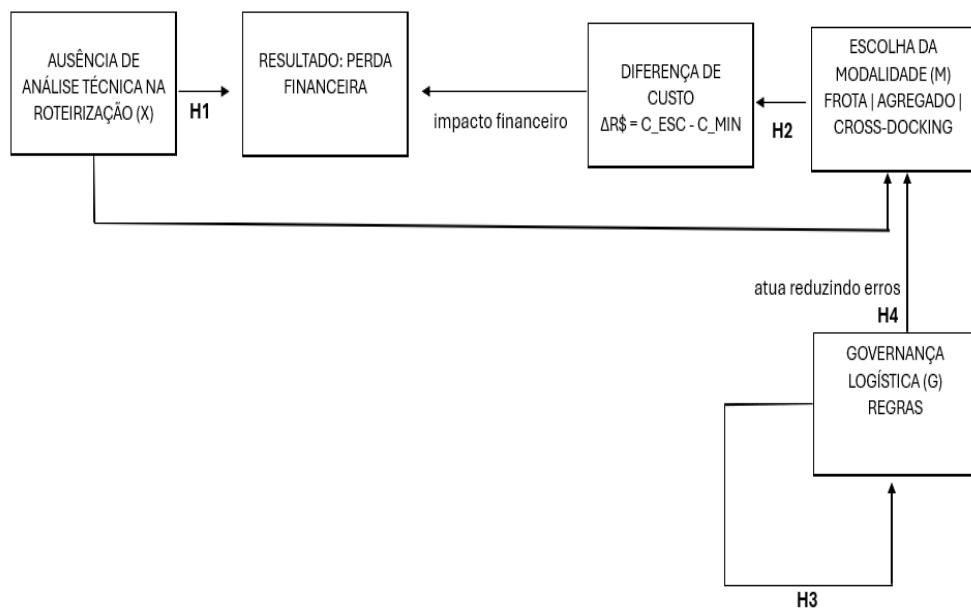 AUSÊNCIA DE
ANÁLISE TÉCNICA NA
ROTEIRIZAÇÃO (X)
H1
RESULTADO: PERDA
FINANCEIRA
impacto financeiro
DIFERENÇA DE
CUSTO
ΔR$ = C_ESC - C_MIN
H2
ESCOLHA DA
MODALIDADE (M)
FROTA | AGREGADO |
CROSS-DOCKING
atua reduzindo erros
H4
GOVERNANÇA
LOGÍSTICA (G)
REGRAS
H3